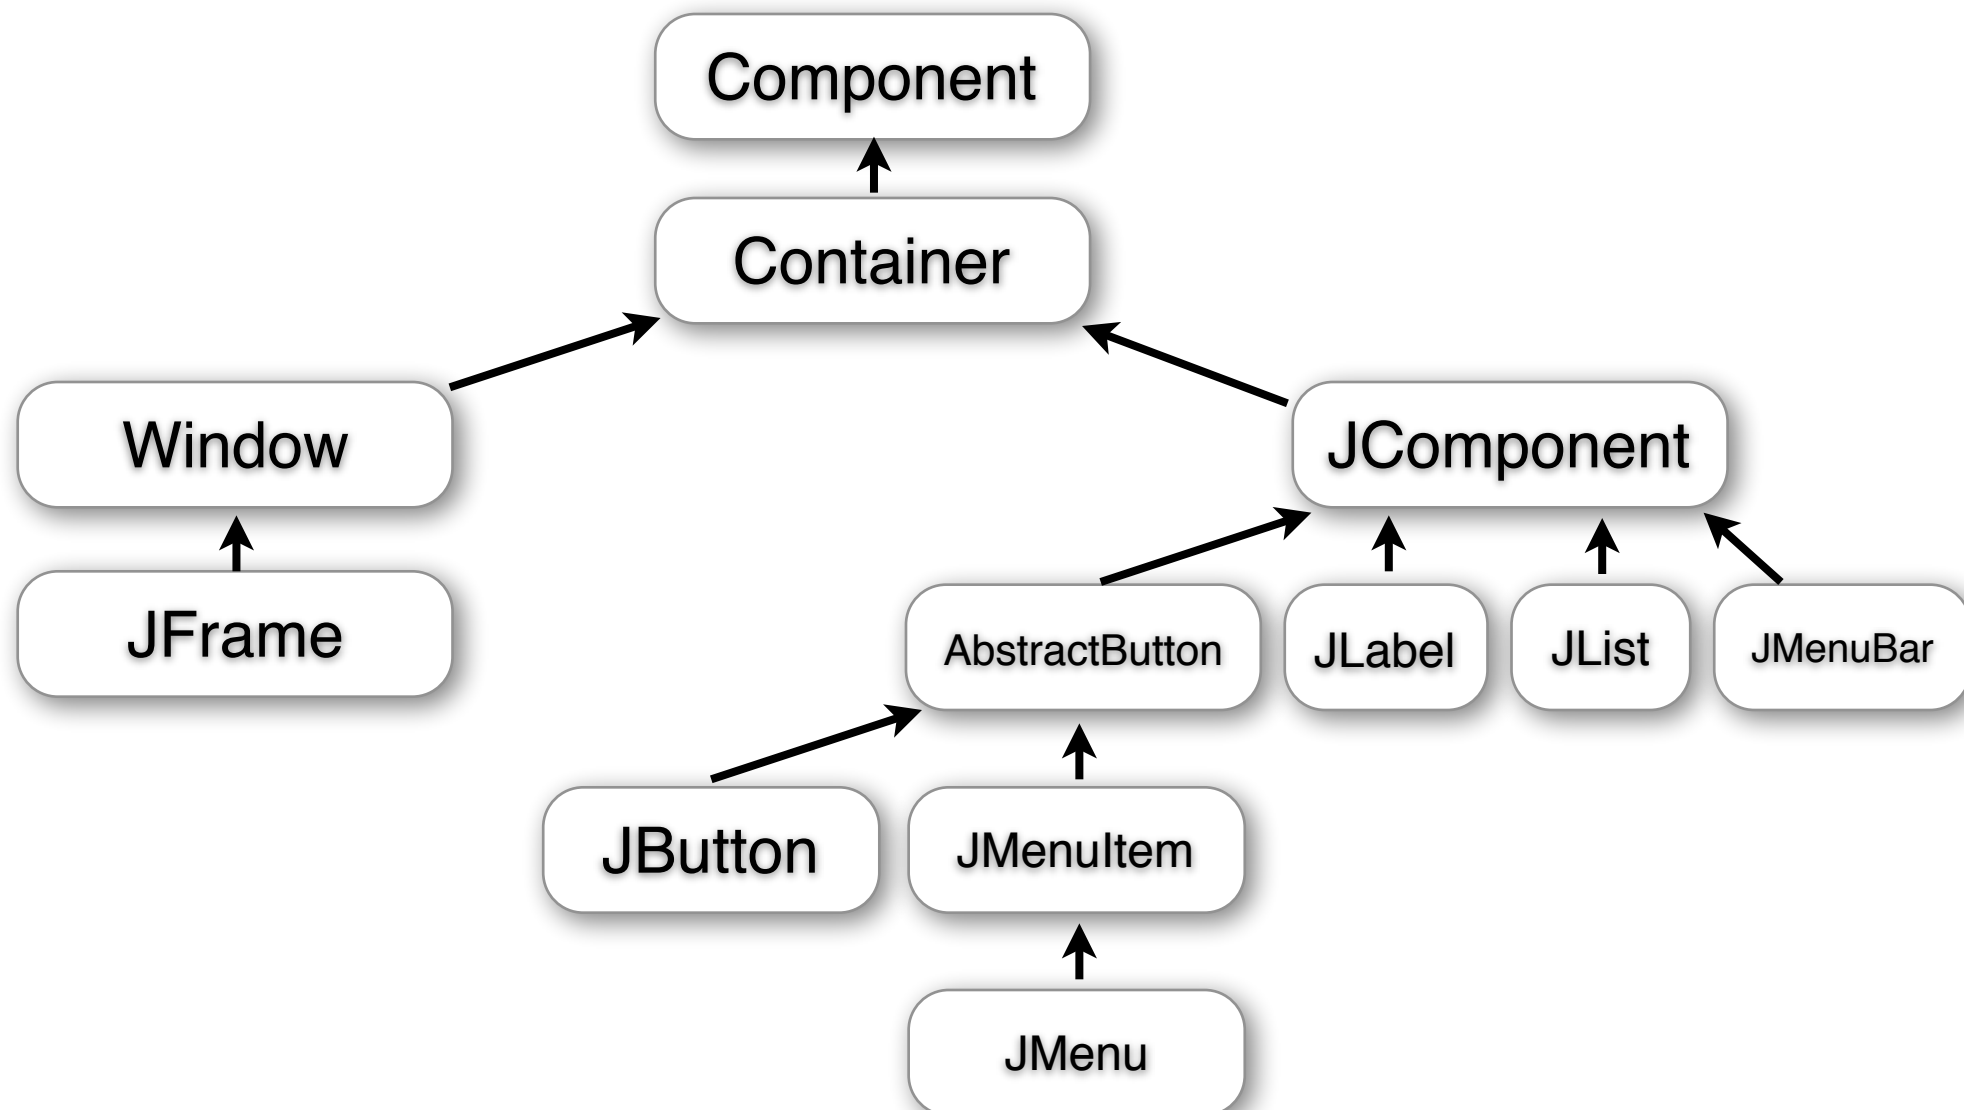 Component
Container
Window
JComponent
JFrame
AbstractButton
JLabel
JList
JMenuBar
JButton
JMenuItem
JMenu